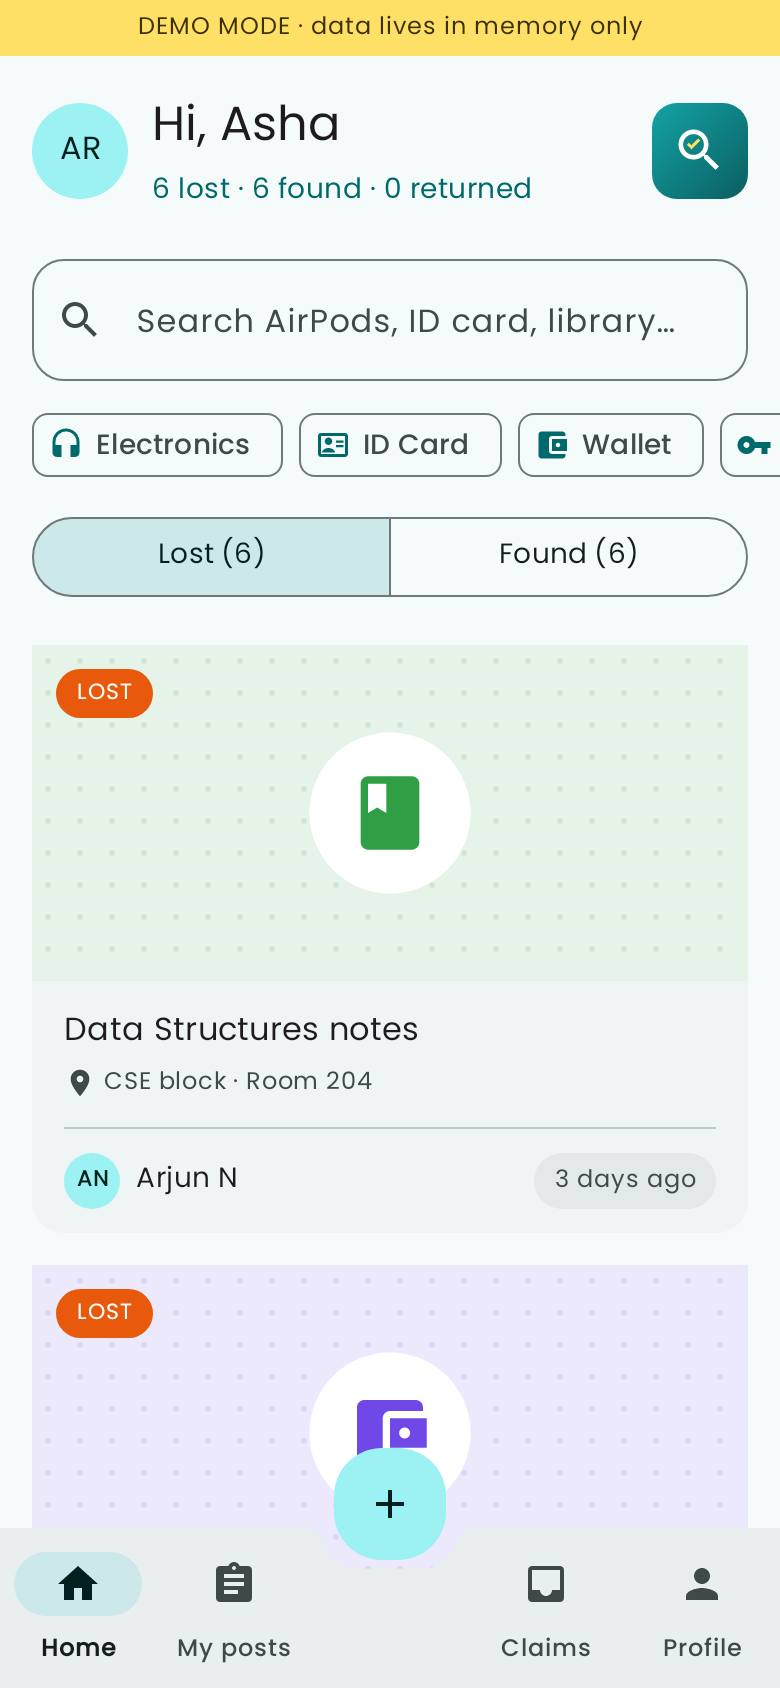 DEMO MODE · data lives in memory only
AR
Hi, Asha
6 lost · 6 found · 0 returned
Search AirPods, ID card, library…
Electronics
ID Card
Wallet
Lost (6)
Found (6)
LOST
Data Structures notes
CSE block · Room 204
AN
Arjun N
3 days ago
LOST
Home
My posts
Claims
Profile